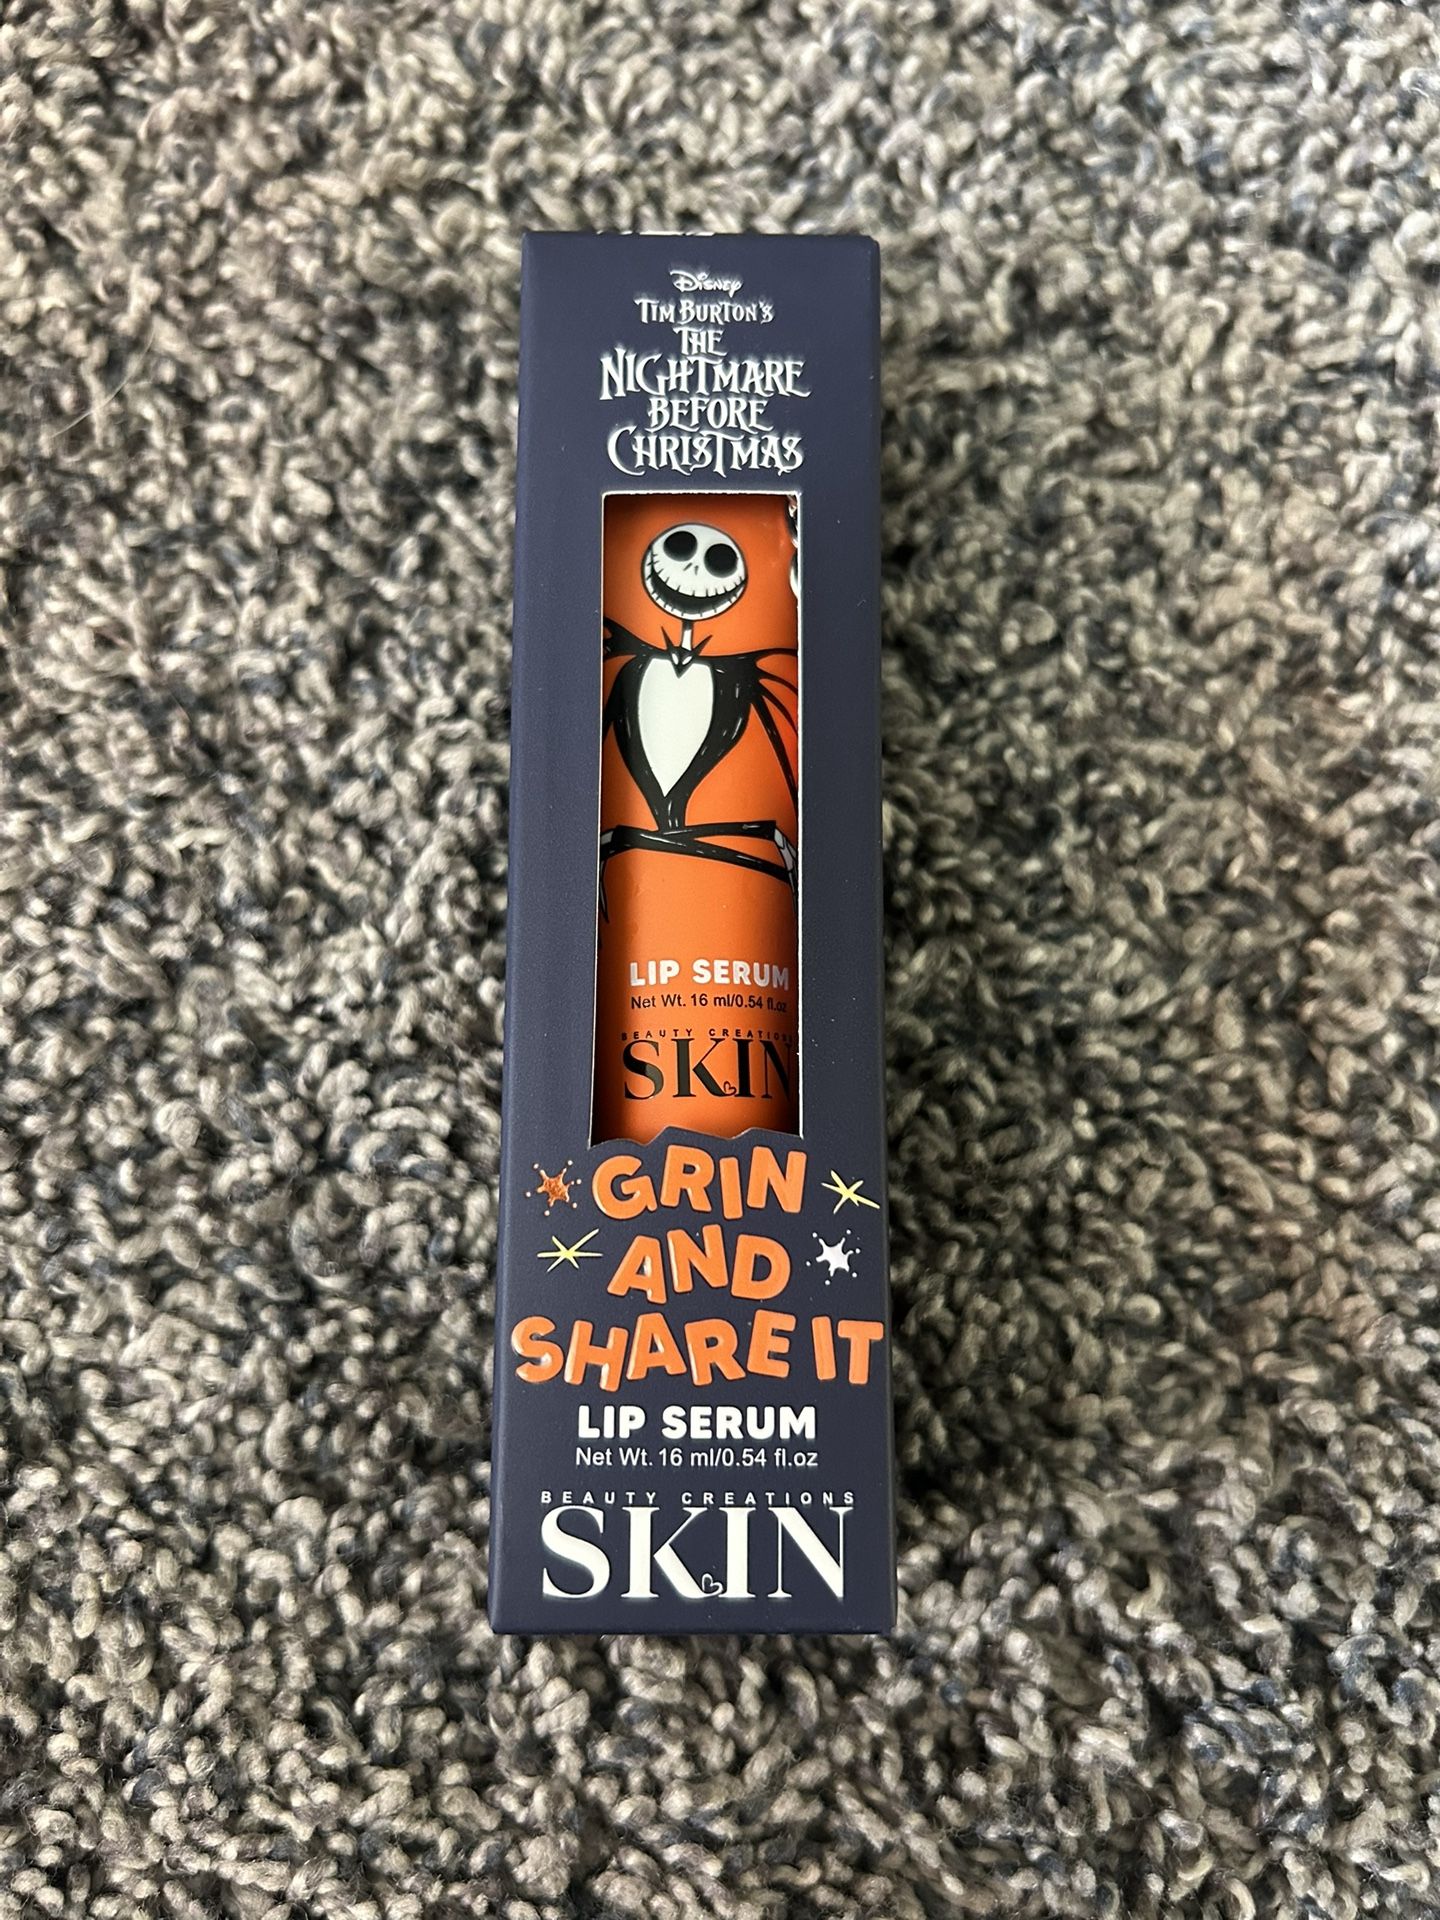 Disney
TIM BURTON'S
THE
NIGHTMARE
BEFORE
CHRISTMAS
LIP SERUM
Net Wt. 16 ml/0.54 fl.oz
BEAUTY CREATIONS
SKIN
GRIN
AND
SHARE IT
LIP SERUM
Net Wt. 16 ml/0.54 fl.oz
BEAUTY CREATIONS
SKIN